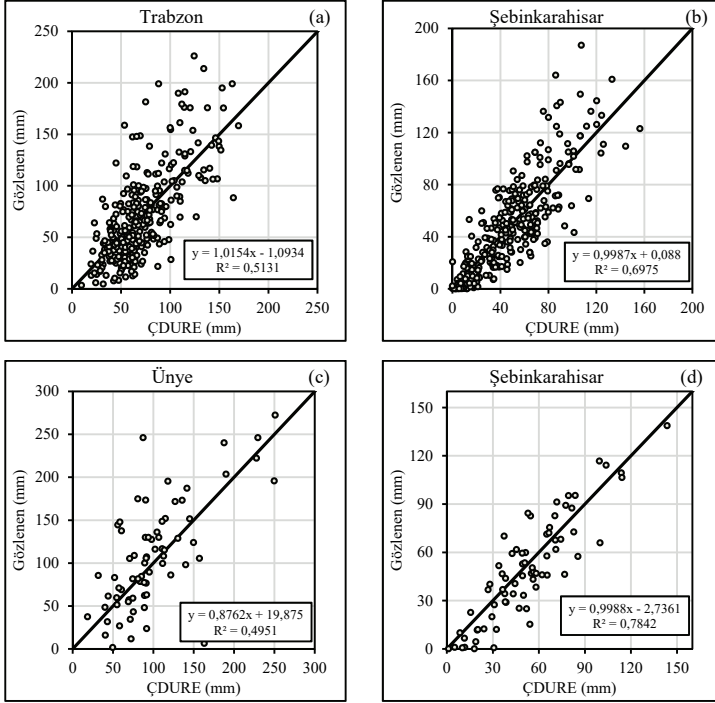 Trabzon
(a)
250
200
150
100
50
0
Gözlenen (mm)
y = 1,0154x - 1,0934
R² = 0,5131
0 50 100 150 200 250
ÇDURE (mm)
Şebinkarahisar
(b)
200
160
120
80
40
0
Gözlenen (mm)
y = 0,9987x + 0,088
R² = 0,6975
0 40 80 120 160 200
ÇDURE (mm)
Ünye
(c)
300
250
200
150
100
50
0
Gözlenen (mm)
y = 0,8762x + 19,875
R² = 0,4951
0 50 100 150 200 250 300
ÇDURE (mm)
Şebinkarahisar
(d)
150
120
90
60
30
0
Gözlenen (mm)
y = 0,9988x - 2,7361
R² = 0,7842
0 30 60 90 120 150
ÇDURE (mm)